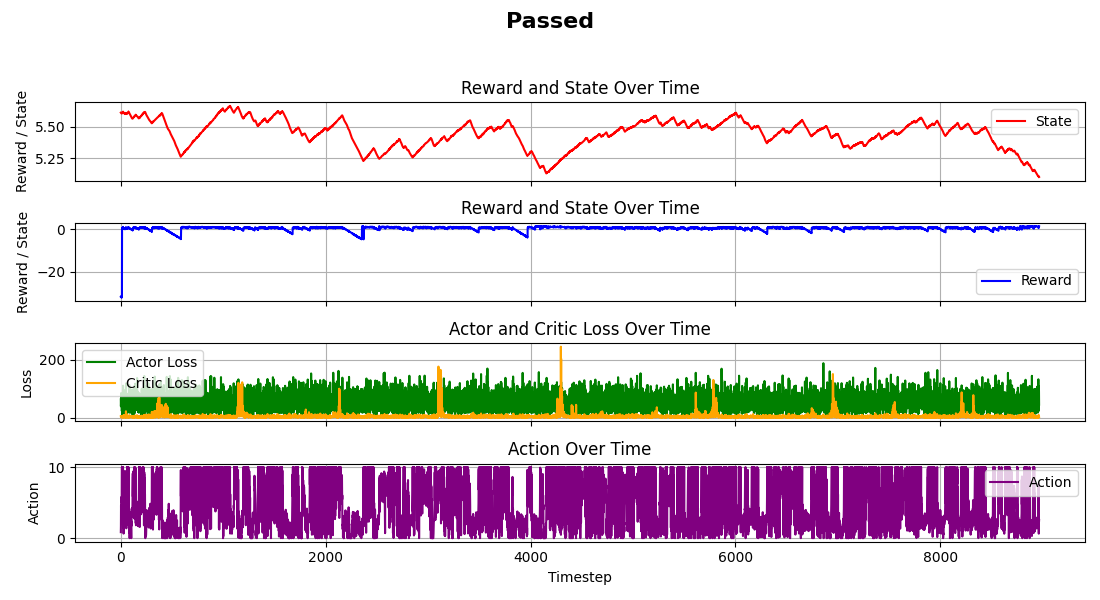 Passed
Reward and State Over Time
Reward / State
5.50
5.25
State
Reward and State Over Time
Reward / State
0
−20
Reward
Actor and Critic Loss Over Time
Loss
200
0
Actor Loss
Critic Loss
Action Over Time
Action
10
0
Action
0 2000 4000 6000 8000
Timestep